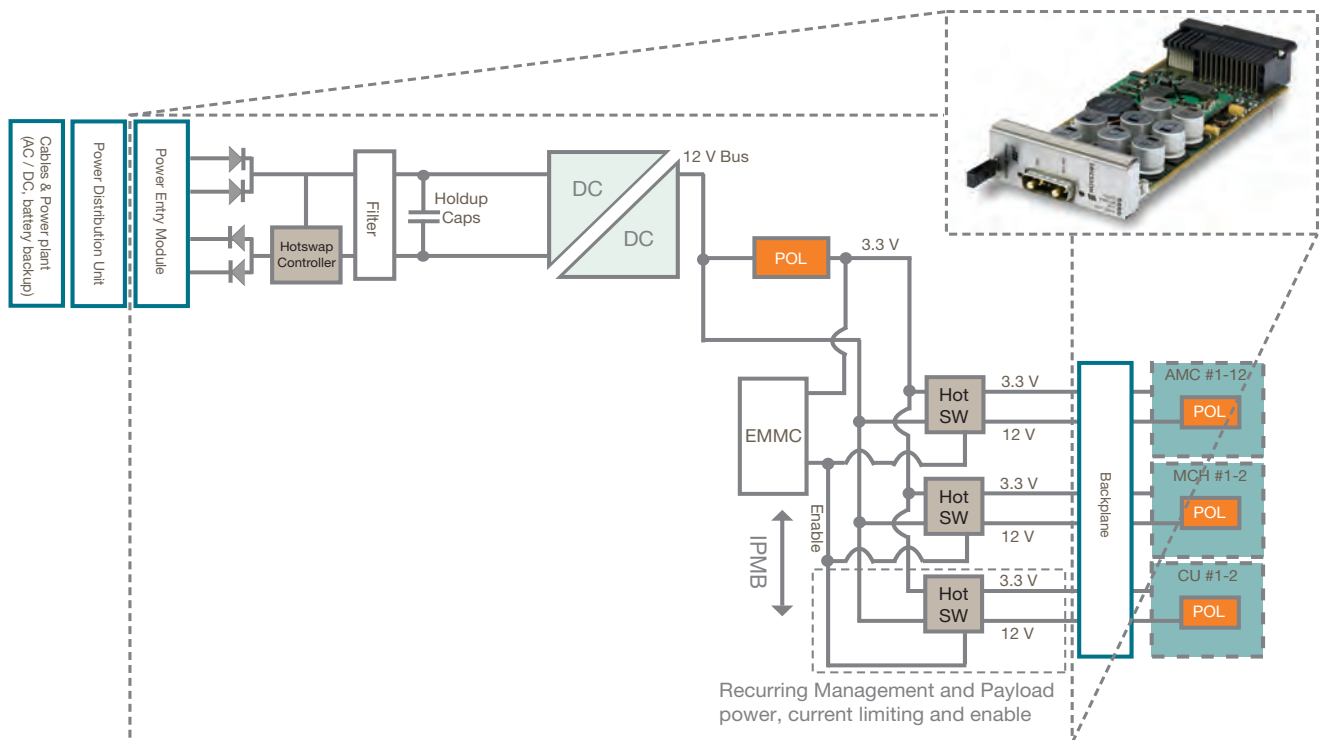 Cables & Power plant
(AC / DC, battery backup)
Power Distribution Unit
Power Entry Module
Hotswap
Controller
Filter
Holdup
Caps
DC
DC
12 V Bus
POL
3.3 V
EMMC
Enable
IPMB
Hot
SW
3.3 V
12 V
Hot
SW
3.3 V
12 V
Hot
SW
3.3 V
12 V
Backplane
AMC #1-12
POL
MCH #1-2
POL
CU #1-2
POL
Recurring Management and Payload
power, current limiting and enable